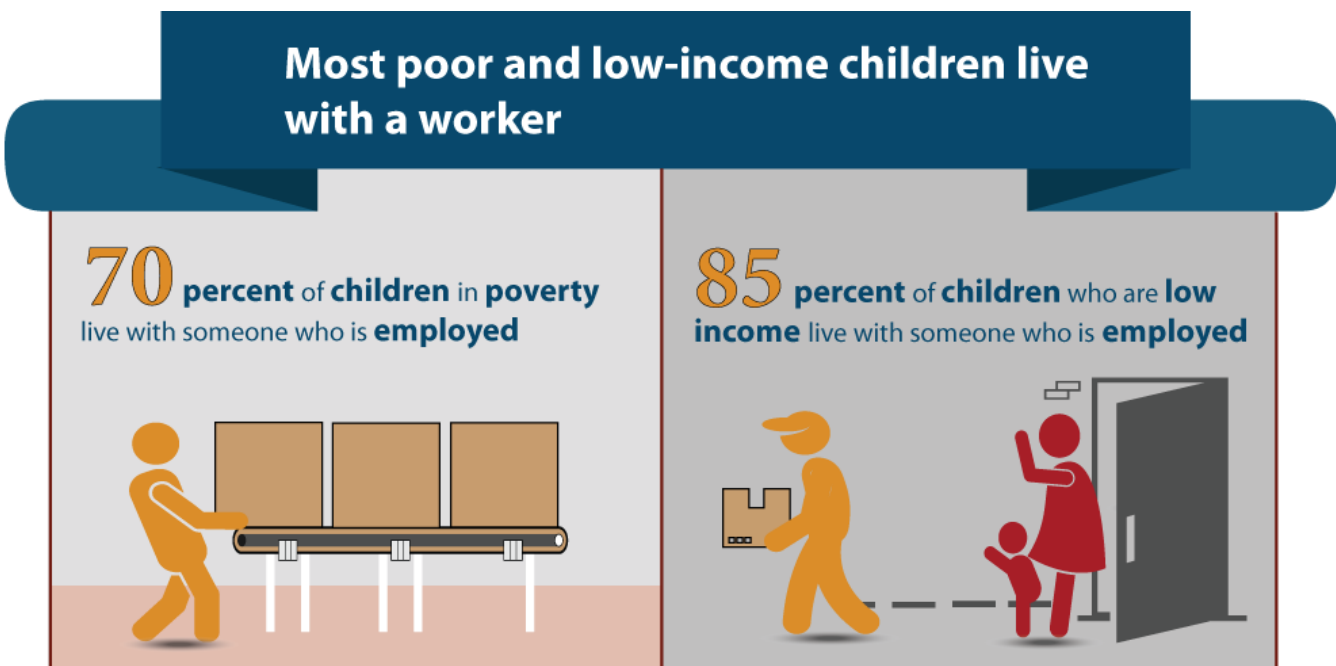 Most poor and low-income children live
with a worker
70 percent of children in poverty
live with someone who is employed
85 percent of children who are low
income live with someone who is employed